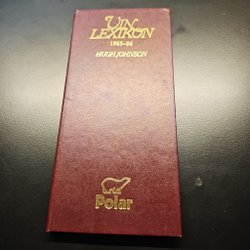 VIN
LEXIKON
1985-86
HUGH JOHNSON
Polar